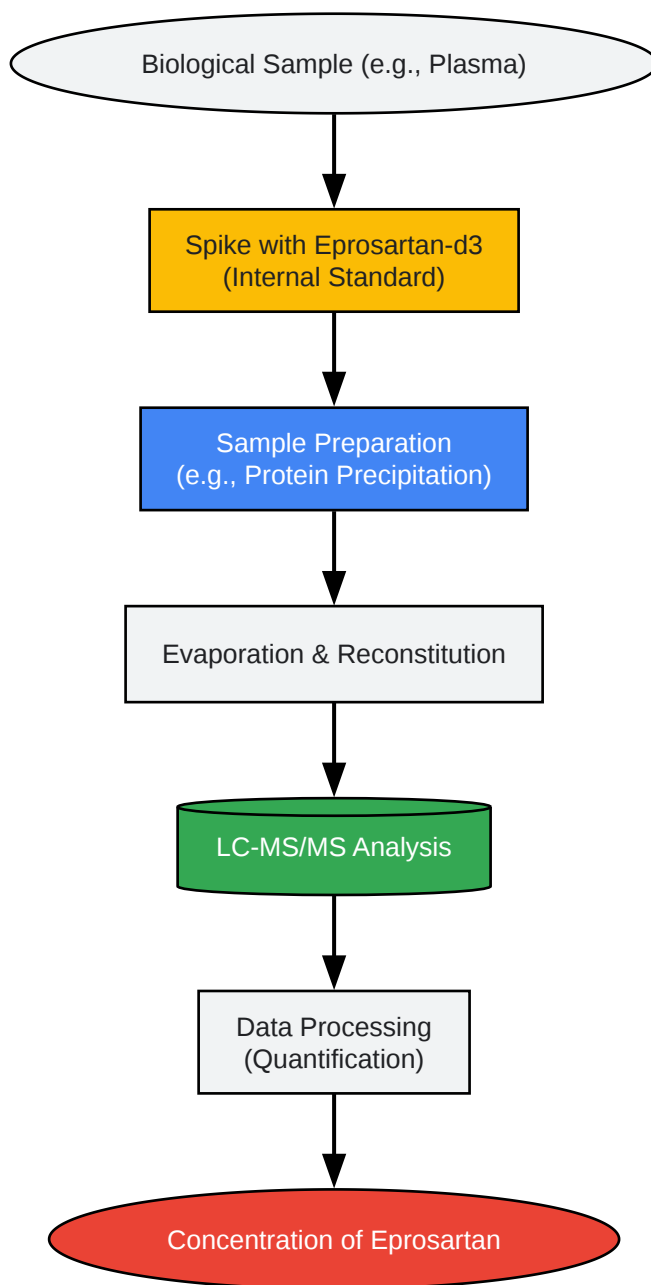 Biological Sample (e.g., Plasma)
Spike with Eprosartan-d3
(Internal Standard)
Sample Preparation
(e.g., Protein Precipitation)
Evaporation & Reconstitution
LC-MS/MS Analysis
Data Processing
(Quantification)
Concentration of Eprosartan